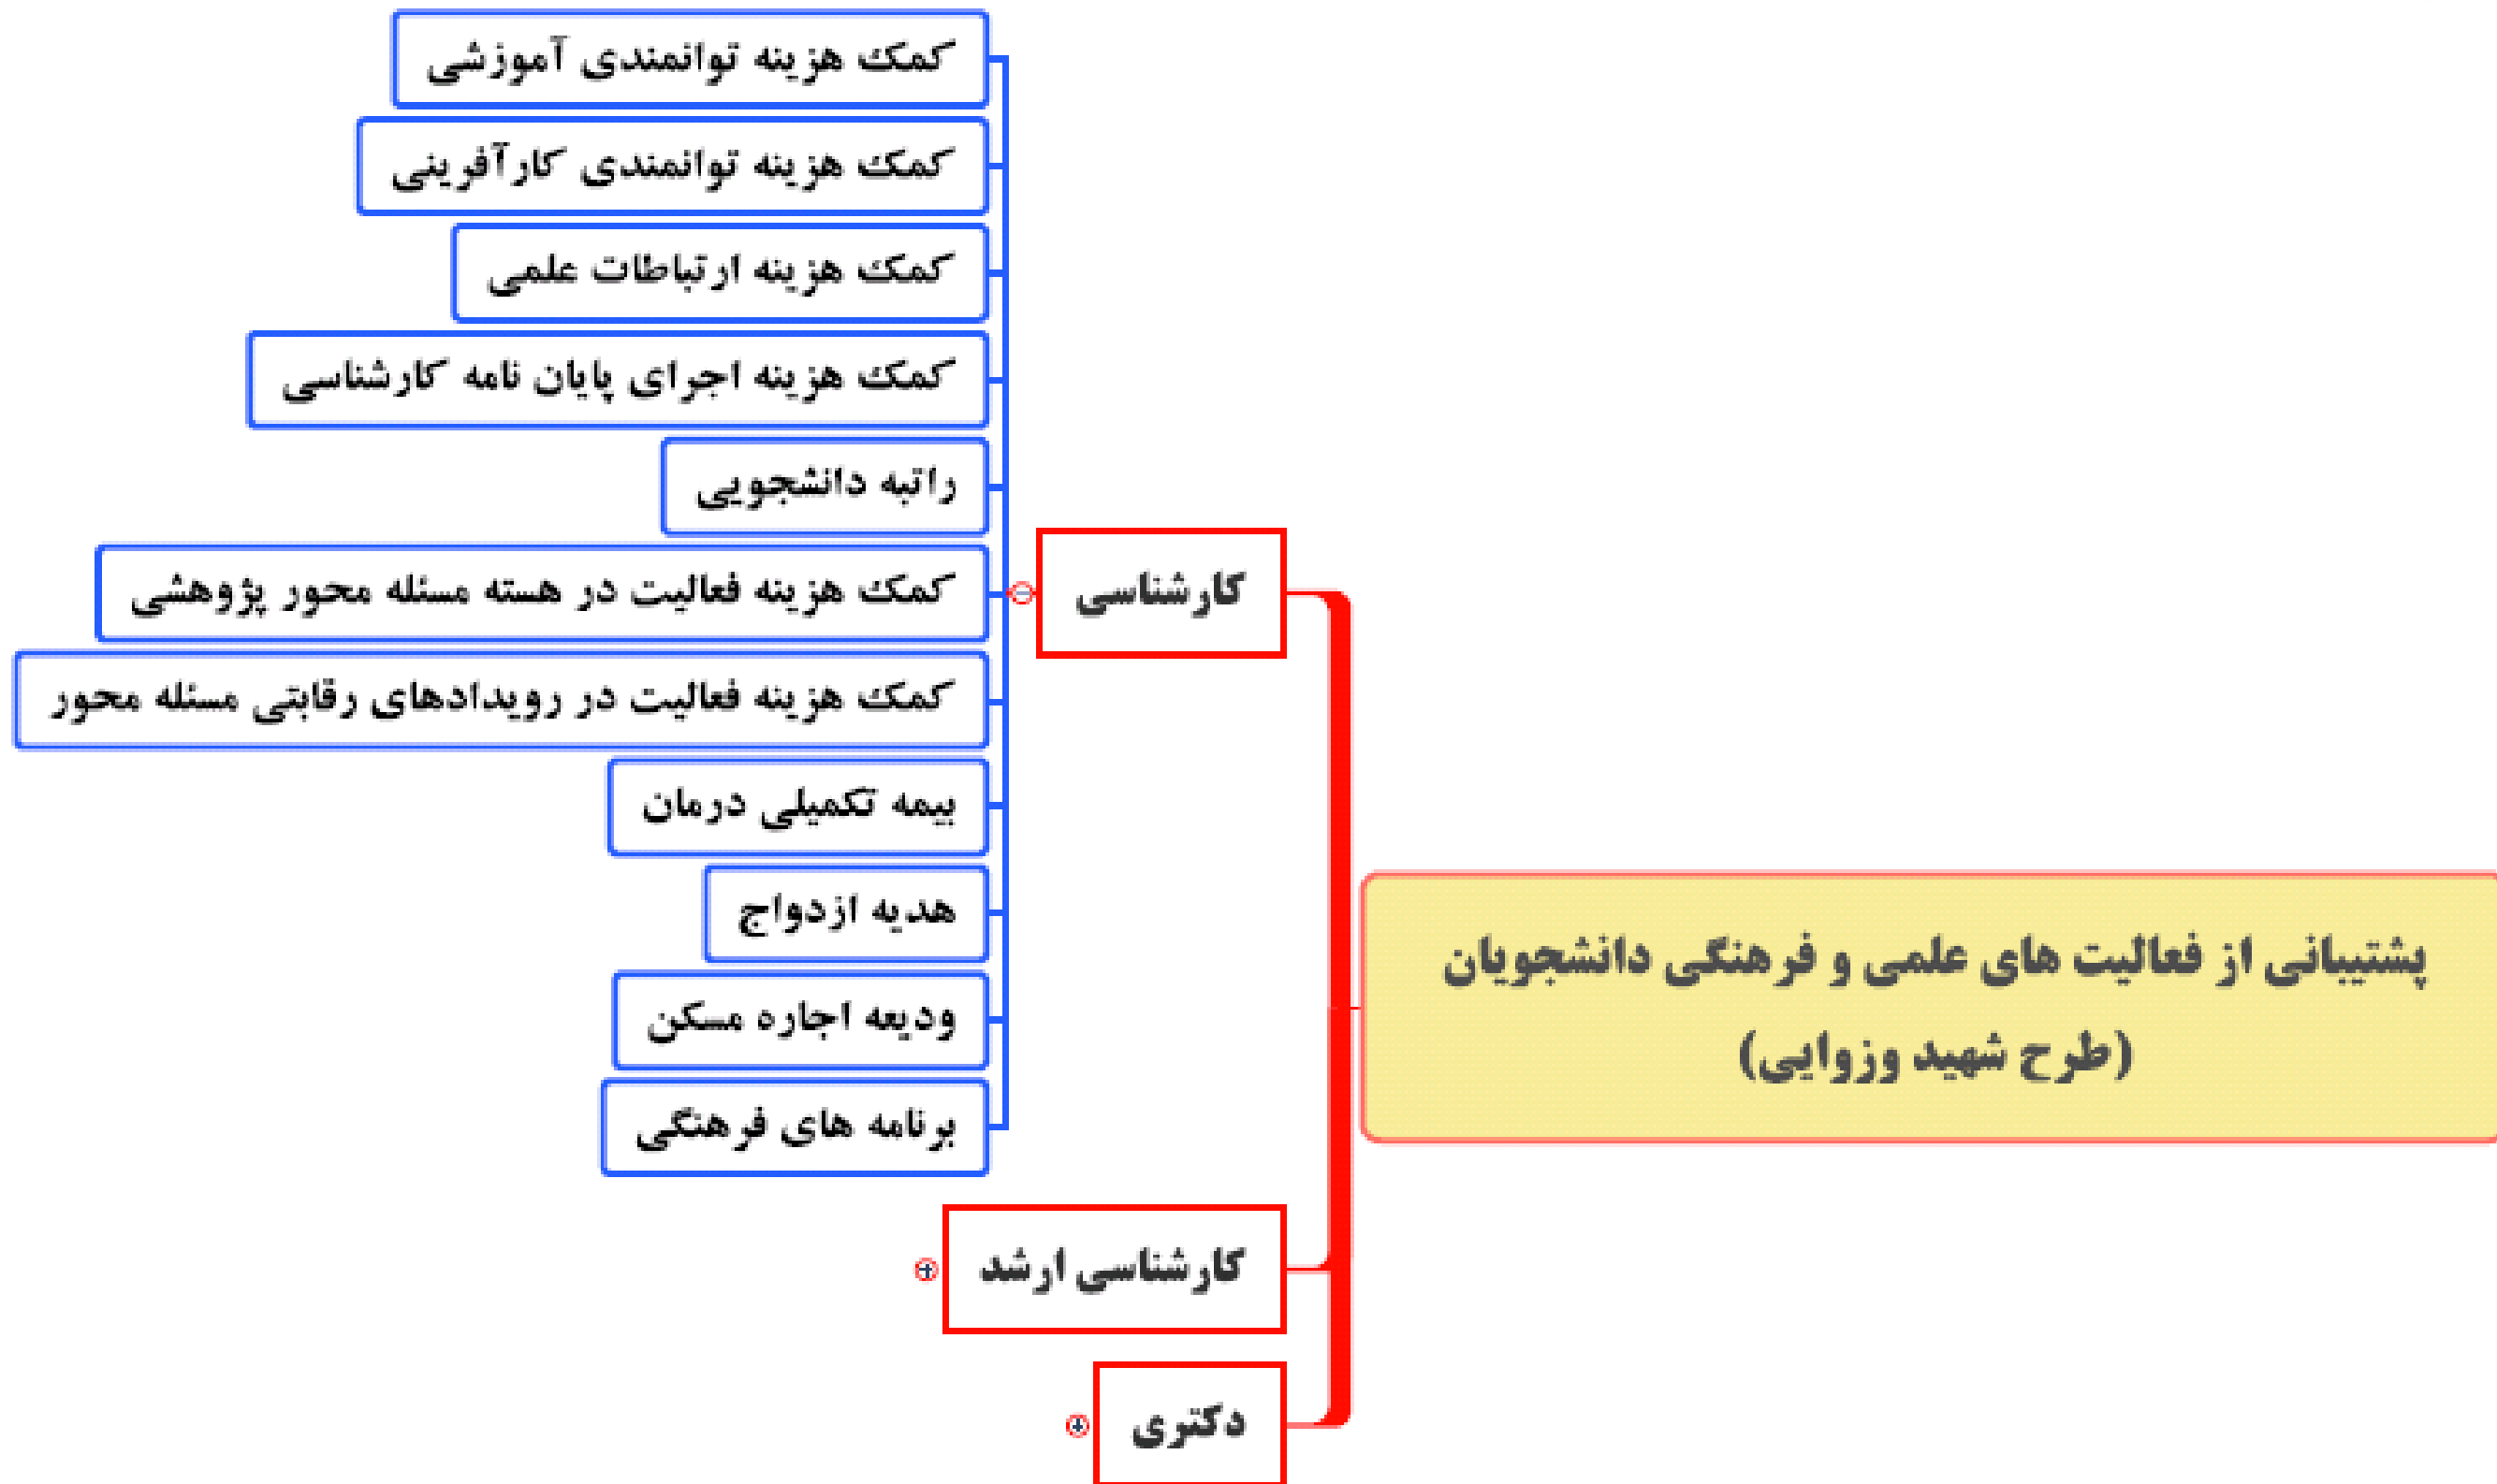 پشتیبانی از فعالیت های علمی و فرهنگی دانشجویان
(طرح شهید وزوایی)
کارشناسی
کمک هزینه توانمندی آموزشی
کمک هزینه توانمندی کارآفرینی
کمک هزینه ارتباطات علمی
کمک هزینه اجرای پایان نامه کارشناسی
راتبه دانشجویی
کمک هزینه فعالیت در هسته مسئله محور پژوهشی
کمک هزینه فعالیت در رویدادهای رقابتی مسئله محور
بیمه تکمیلی درمان
هدیه ازدواج
ودیعه اجاره مسکن
برنامه های فرهنگی
کارشناسی ارشد
دکتری